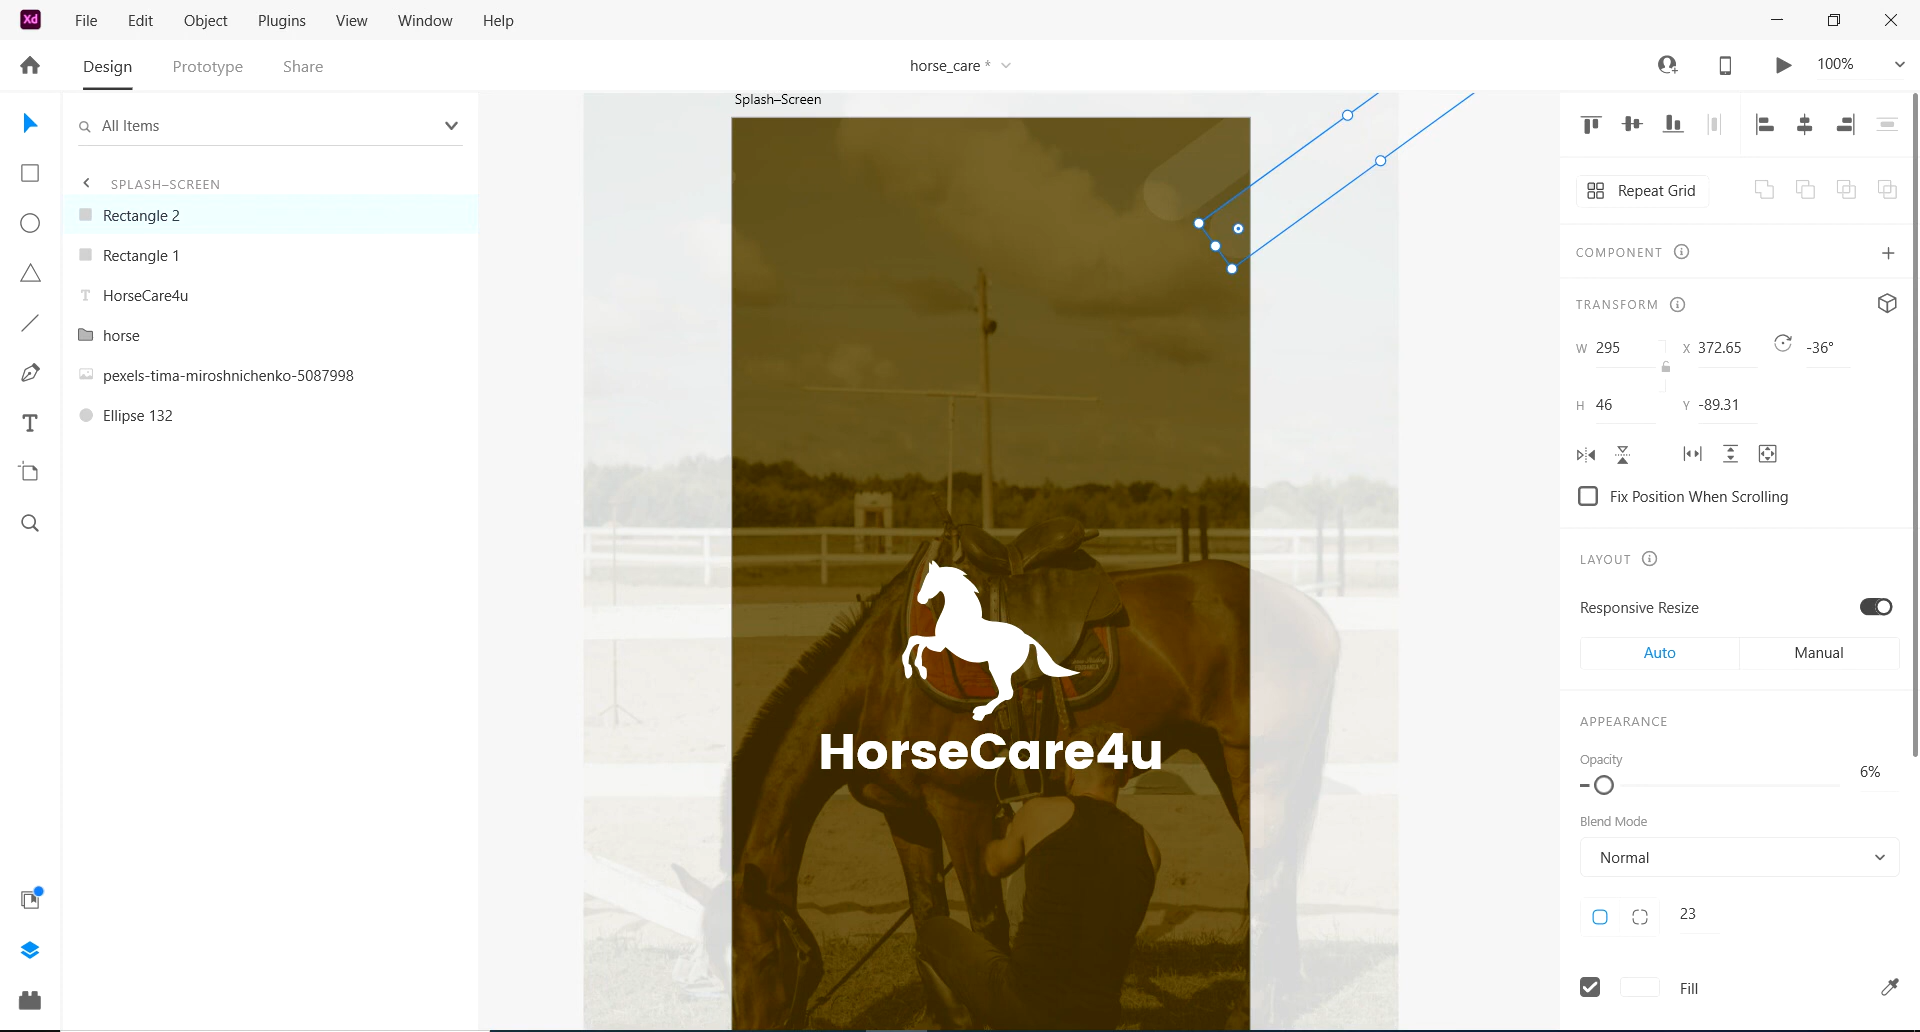 Xd File Edit Object Plugins View Window Help
Design Prototype Share horse_care * 100%
All Items
SPLASH–SCREEN
Rectangle 2
Rectangle 1
T HorseCare4u
horse
pexels-tima-miroshnichenko-5087998
Ellipse 132
Splash–Screen
HorseCare4u
Repeat Grid
COMPONENT
TRANSFORM
W 295 X 372.65 -36°
H 46 Y -89.31
Fix Position When Scrolling
LAYOUT
Responsive Resize
Auto Manual
APPEARANCE
Opacity
6%
Blend Mode
Normal
23
Fill